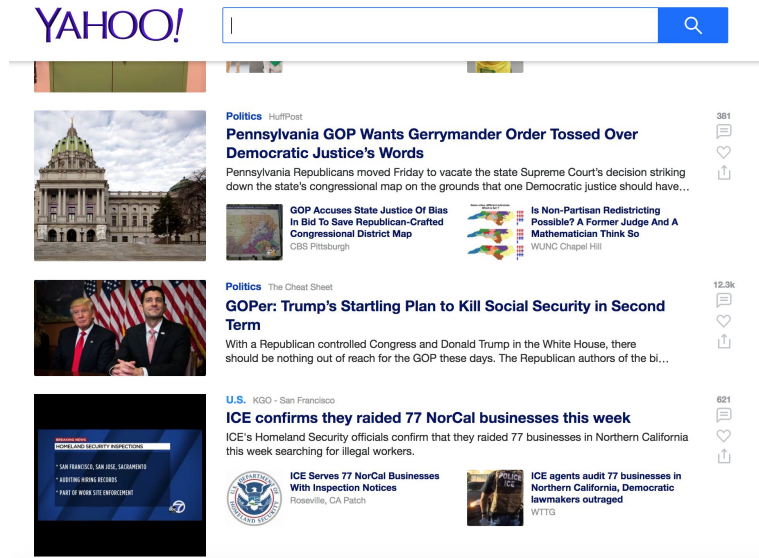 YAHOO!
Politics HuffPost
381
Pennsylvania GOP Wants Gerrymander Order Tossed Over
Democratic Justice's Words
Pennsylvania Republicans moved Friday to vacate the state Supreme Court's decision striking
down the state's congressional map on the grounds that one Democratic justice should have...
GOP Accuses State Justice Of Bias
In Bid To Save Republican-Crafted
Congressional District Map
CBS Pittsburgh
Is Non-Partisan Redistricting
Possible? A Former Judge And A
Mathematician Think So
WUNC Chapel Hill
Politics The Cheat Sheet
12.3k
GOPer: Trump's Startling Plan to Kill Social Security in Second
Term
With a Republican controlled Congress and Donald Trump in the White House, there
should be nothing out of reach for the GOP these days. The Republican authors of the bi...
U.S. KGO - San Francisco
621
ICE confirms they raided 77 NorCal businesses this week
ICE's Homeland Security officials confirm that they raided 77 businesses in Northern California
this week searching for illegal workers.
BREAKING NEWS
HOMELAND SECURITY INSPECTIONS
* SAN FRANCISCO, SAN JOSE, SACRAMENTO
* AUDITING HIRING RECORDS
* PART OF WORK SITE ENFORCEMENT
7
ICE Serves 77 NorCal Businesses
With Inspection Notices
Roseville, CA Patch
POLICE
ICE
ICE agents audit 77 businesses in
Northern California, Democratic
lawmakers outraged
WTTG